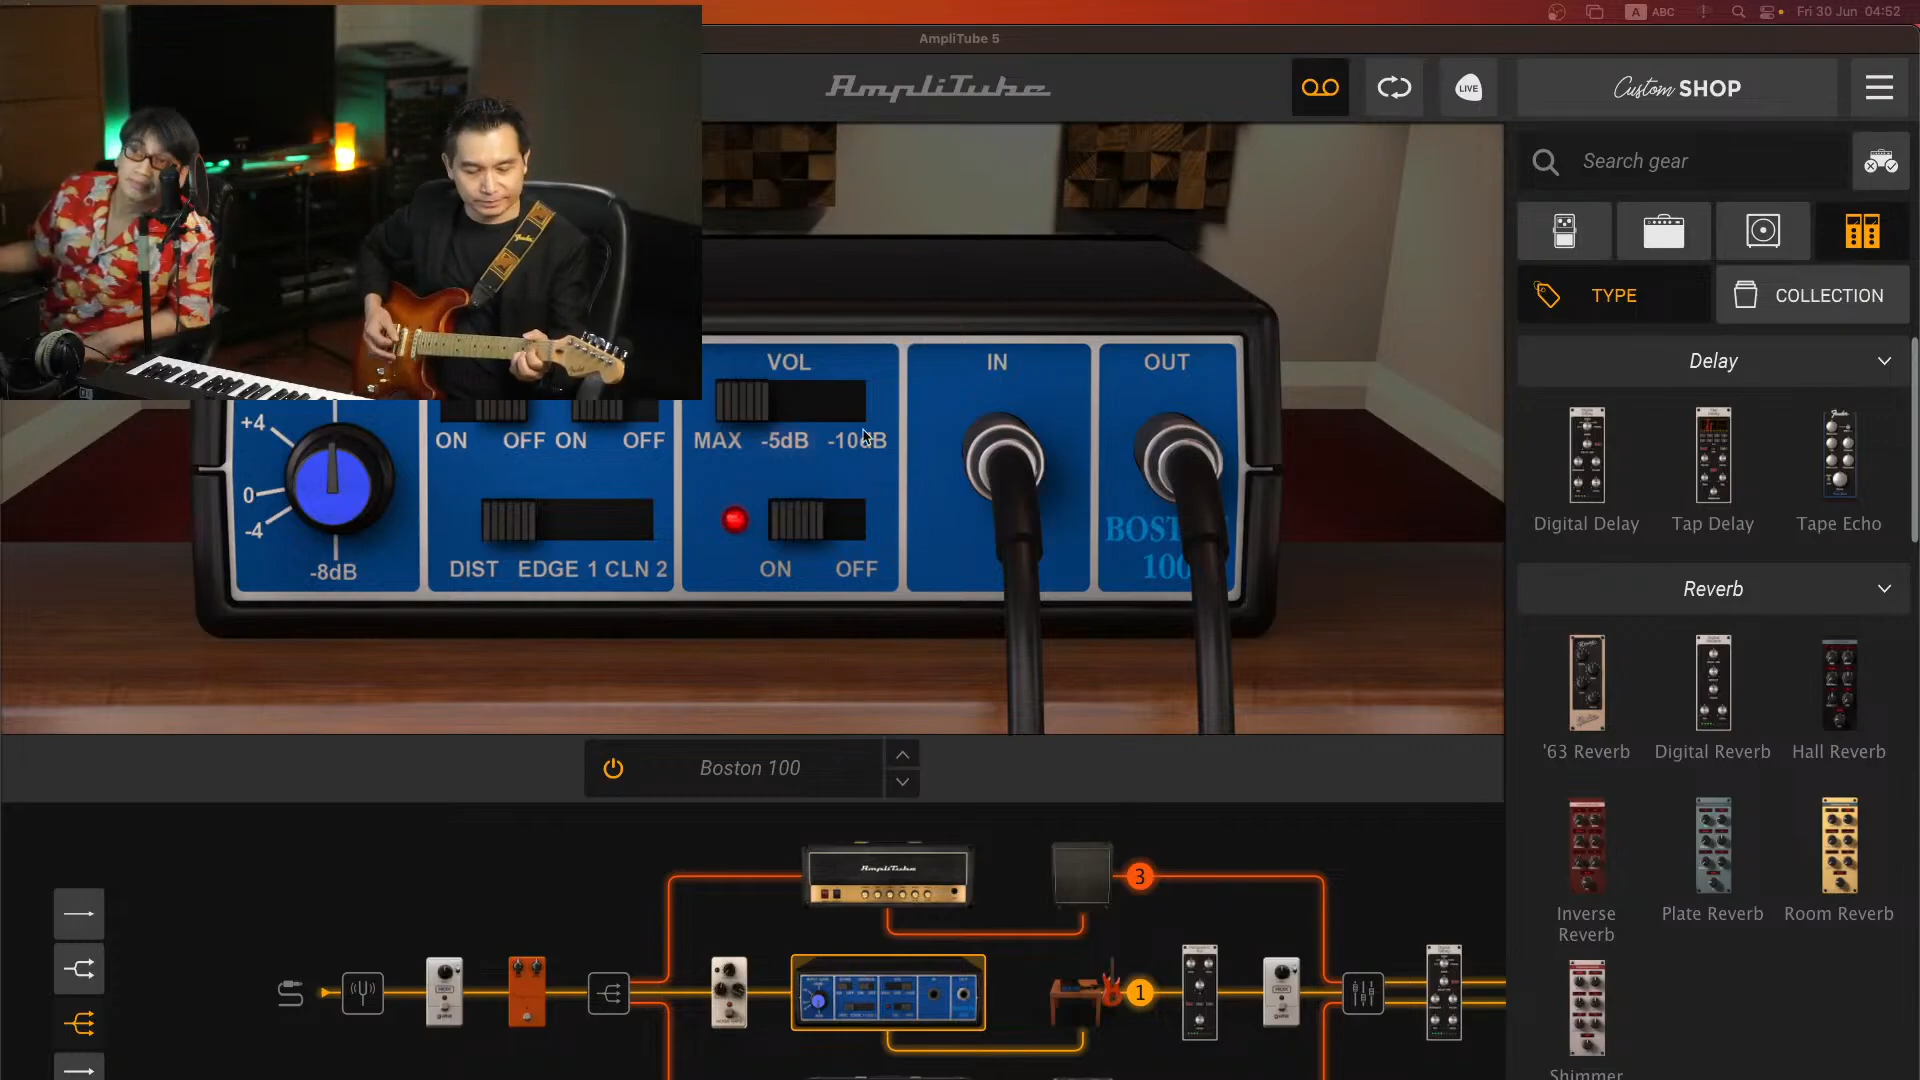 ABC
Fri 30 Jun 04:52
AmpliTube 5
AmpliTube
LIVE
Custom SHOP
Search gear
TYPE
COLLECTION
Delay
Digital Delay
Tap Delay
Tape Echo
Reverb
'63 Reverb
Digital Reverb
Hall Reverb
Inverse
Reverb
Plate Reverb
Room Reverb
Shimmer
VOL
IN
OUT
+4
0
-4
-8dB
ON OFF ON OFF
MAX -5dB -10dB
DIST EDGE 1 CLN 2
ON OFF
100
Boston 100
AmpliTube
3
1